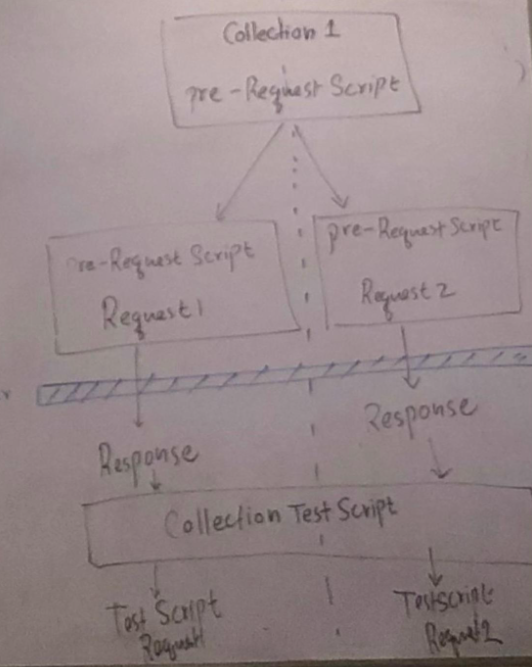 Collection 1
pre-Request Script
pre-Request Script
Request 1
pre-Request Script
Request 2
Response
Response
Collection Test Script
Test Script
Request1
Testscript
Request2